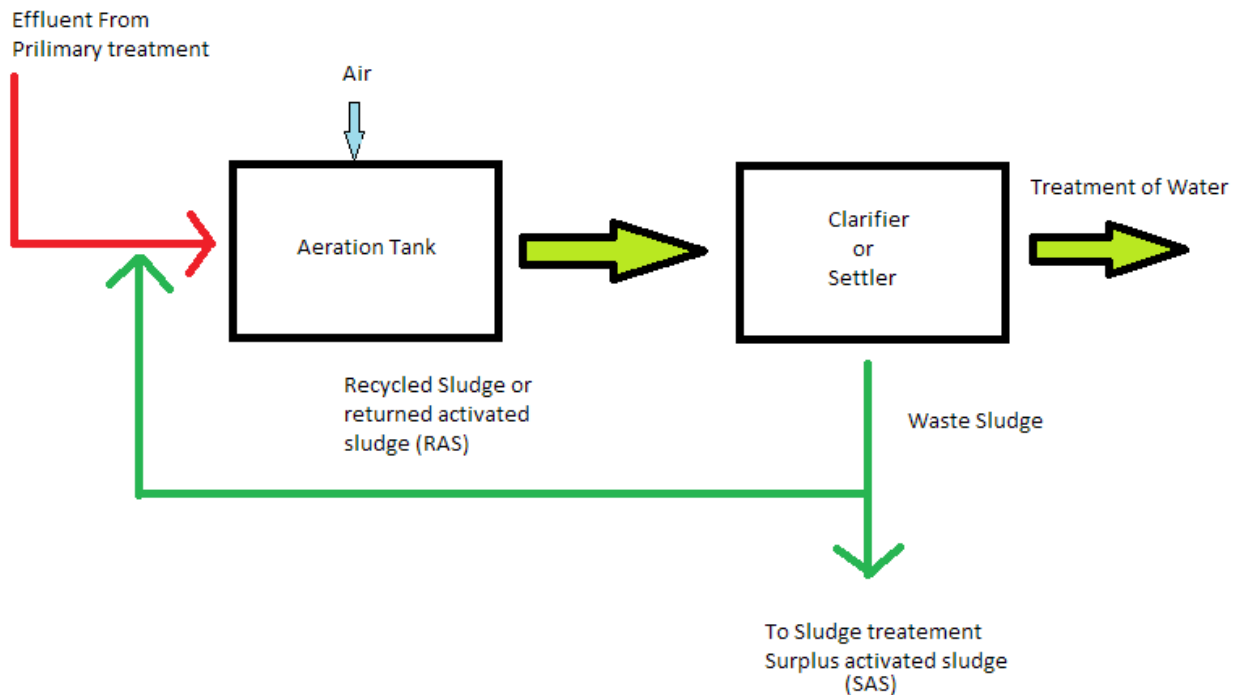 Effluent From
Prilimary treatment
Air
Aeration Tank
Clarifier
or
Settler
Treatment of Water
Recycled Sludge or
returned activated
sludge (RAS)
Waste Sludge
To Sludge treatement
Surplus activated sludge
(SAS)